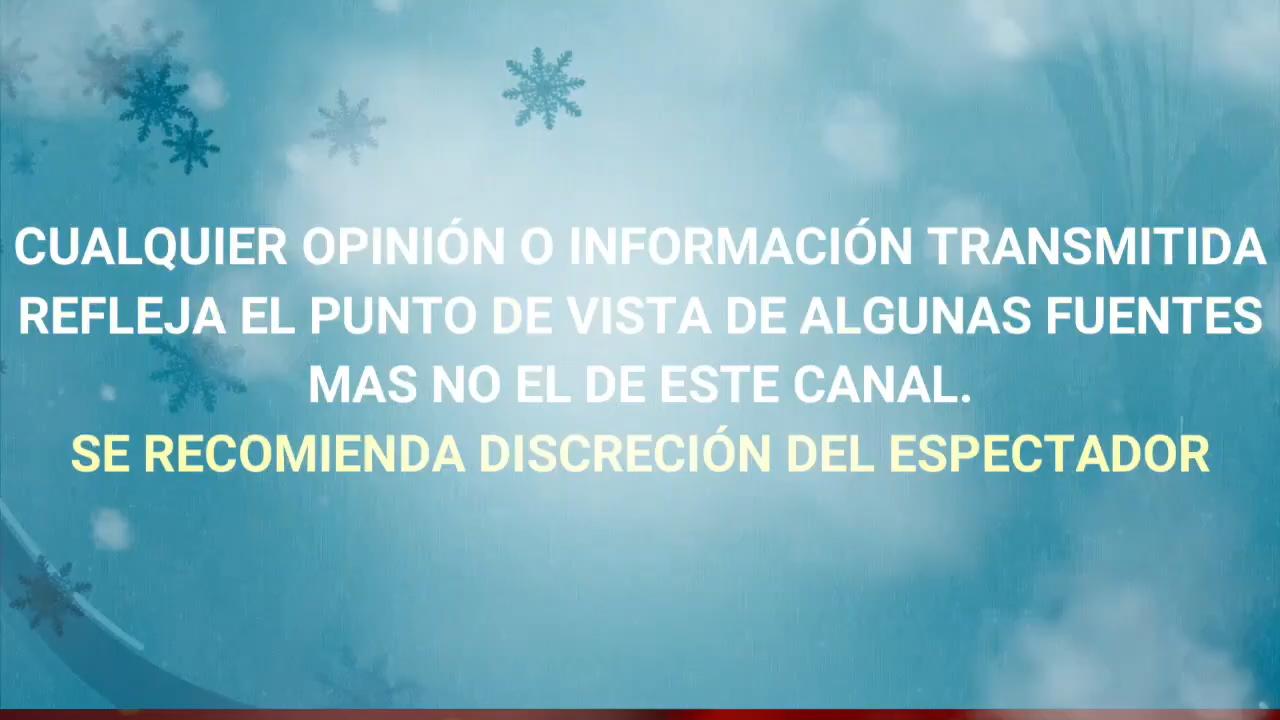 CUALQUIER OPINIÓN O INFORMACIÓN TRANSMITIDA
REFLEJA EL PUNTO DE VISTA DE ALGUNAS FUENTES
MAS NO EL DE ESTE CANAL.
SE RECOMIENDA DISCRECIÓN DEL ESPECTADOR